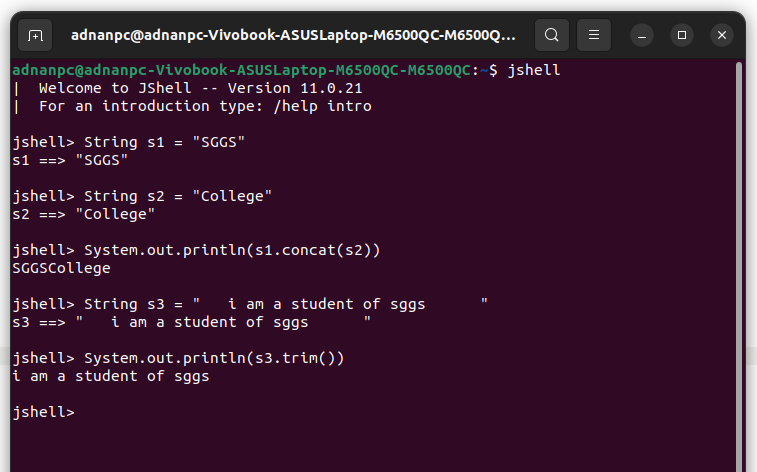 adnanpc@adnanpc-Vivobook-ASUSLaptop-M6500QC-M6500Q...
adnanpc@adnanpc-Vivobook-ASUSLaptop-M6500QC-M6500QC:~$ jshell
|  Welcome to JShell -- Version 11.0.21
|  For an introduction type: /help intro
jshell> String s1 = "SGGS"
s1 ==> "SGGS"
jshell> String s2 = "College"
s2 ==> "College"
jshell> System.out.println(s1.concat(s2))
SGGSCollege
jshell> String s3 = "   i am a student of sggs      "
s3 ==> "   i am a student of sggs      "
jshell> System.out.println(s3.trim())
i am a student of sggs
jshell>